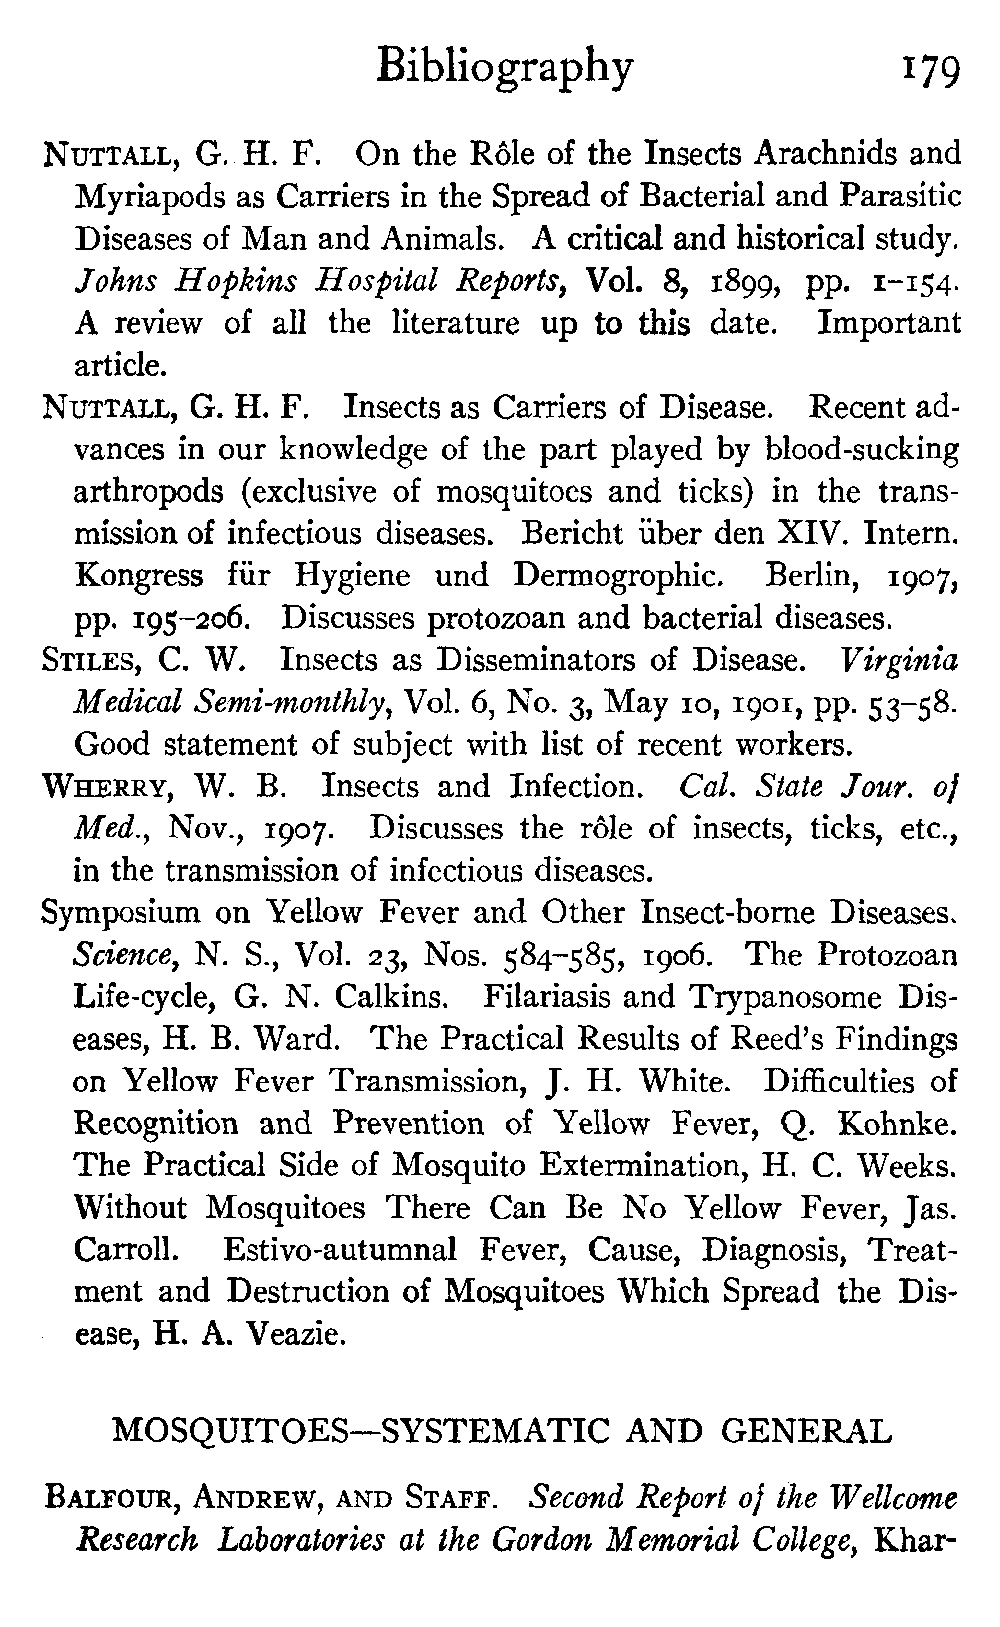 Bibliography 179
NUTTALL, G. H. F. On the Rôle of the Insects Arachnids and
Myriapods as Carriers in the Spread of Bacterial and Parasitic
Diseases of Man and Animals. A critical and historical study.
Johns Hopkins Hospital Reports, Vol. 8, 1899, pp. 1–154.
A review of all the literature up to this date. Important
article.
NUTTALL, G. H. F. Insects as Carriers of Disease. Recent ad-
vances in our knowledge of the part played by blood-sucking
arthropods (exclusive of mosquitoes and ticks) in the trans-
mission of infectious diseases. Bericht über den XIV. Intern.
Kongress für Hygiene und Dermogrophic. Berlin, 1907,
pp. 195–206. Discusses protozoan and bacterial diseases.
STILES, C. W. Insects as Disseminators of Disease. Virginia
Medical Semi-monthly, Vol. 6, No. 3, May 10, 1901, pp. 53–58.
Good statement of subject with list of recent workers.
WHERRY, W. B. Insects and Infection. Cal. State Jour. of
Med., Nov., 1907. Discusses the rôle of insects, ticks, etc.,
in the transmission of infectious diseases.
Symposium on Yellow Fever and Other Insect-borne Diseases.
Science, N. S., Vol. 23, Nos. 584–585, 1906. The Protozoan
Life-cycle, G. N. Calkins. Filariasis and Trypanosome Dis-
eases, H. B. Ward. The Practical Results of Reed's Findings
on Yellow Fever Transmission, J. H. White. Difficulties of
Recognition and Prevention of Yellow Fever, Q. Kohnke.
The Practical Side of Mosquito Extermination, H. C. Weeks.
Without Mosquitoes There Can Be No Yellow Fever, Jas.
Carroll. Estivo-autumnal Fever, Cause, Diagnosis, Treat-
ment and Destruction of Mosquitoes Which Spread the Dis-
ease, H. A. Veazie.
MOSQUITOES—SYSTEMATIC AND GENERAL
BALFOUR, ANDREW, AND STAFF. Second Report of the Wellcome
Research Laboratories at the Gordon Memorial College, Khar-